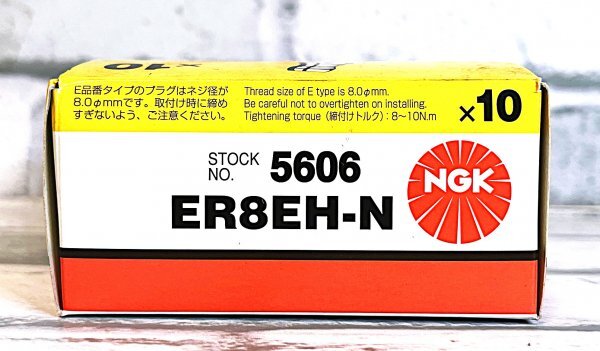 ×10
E品番タイプのプラグはネジ径が
8.0φmmです。取付け時に締め
すぎないよう、ご注意ください。
Thread size of E type is 8.0φmm.
Be careful not to overtighten on installing.
Tightening torque（締付けトルク）: 8〜10N.m
×10
STOCK
NO. 5606
ER8EH-N
NGK